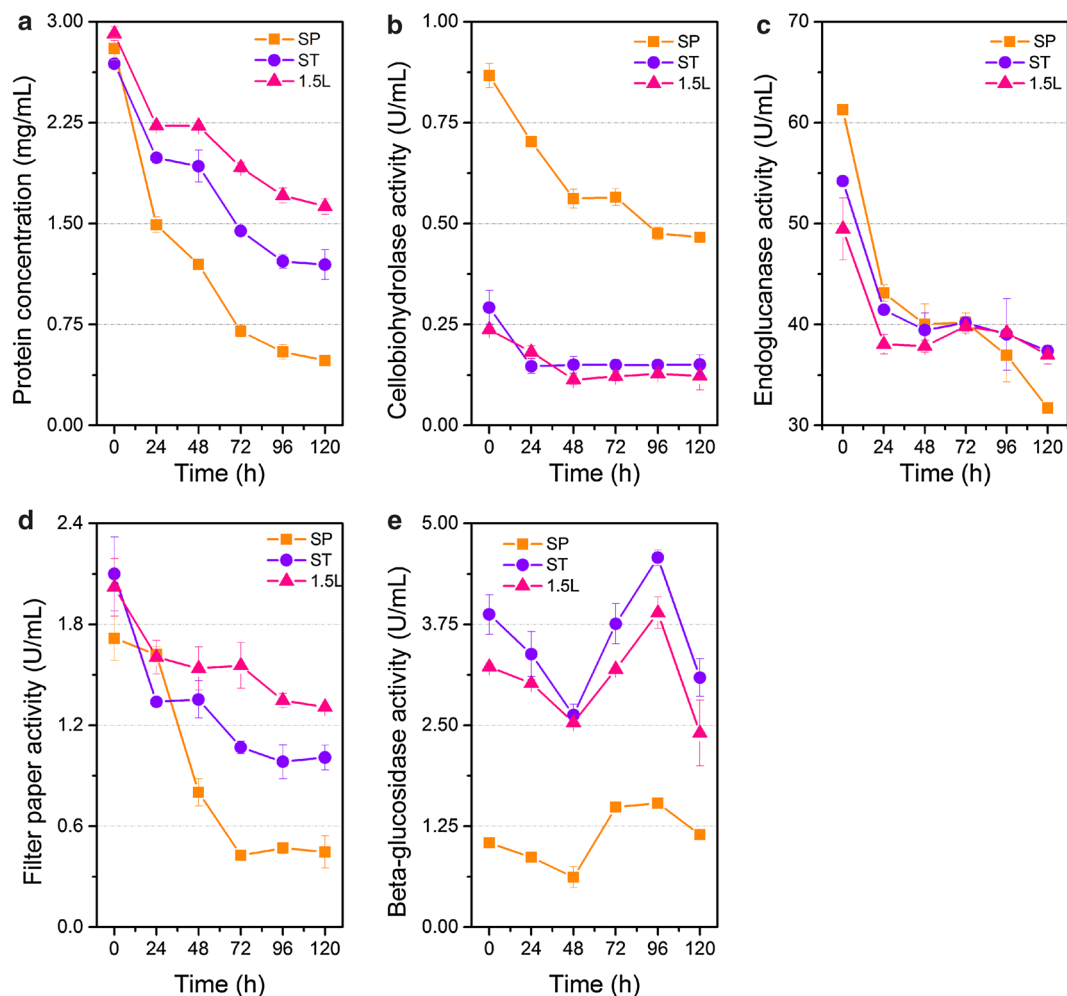 a
Protein concentration (mg/mL)
3.00
2.25
1.50
0.75
0.00
SP
ST
1.5L
0 24 48 72 96 120
Time (h)
b
Cellobiohydrolase activity (U/mL)
1.00
0.75
0.50
0.25
0.00
SP
ST
1.5L
0 24 48 72 96 120
Time (h)
c
Endoglucanase activity (U/mL)
70
60
50
40
30
SP
ST
1.5L
0 24 48 72 96 120
Time (h)
d
Filter paper activity (U/mL)
2.4
1.8
1.2
0.6
0.0
SP
ST
1.5L
0 24 48 72 96 120
Time (h)
e
Beta-glucosidase activity (U/mL)
5.00
3.75
2.50
1.25
0.00
SP
ST
1.5L
0 24 48 72 96 120
Time (h)